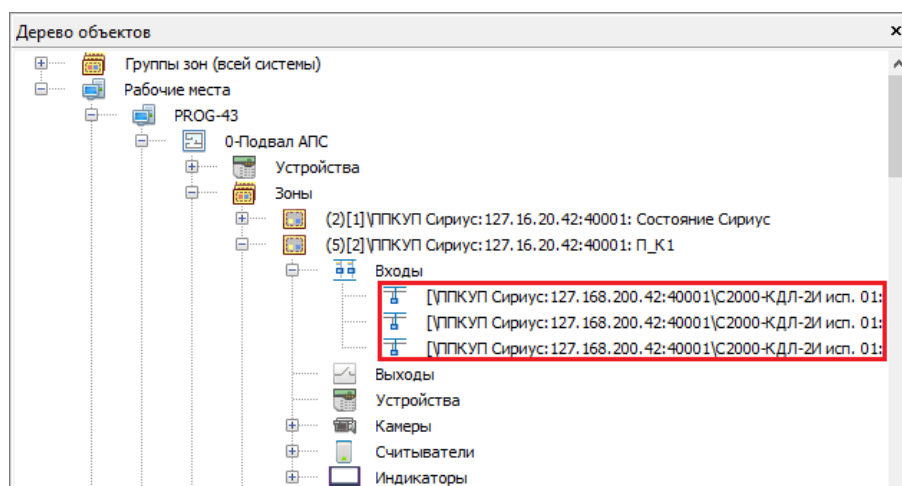 Дерево объектов
Группы зон (всей системы)
Рабочие места
PROG-43
0-Подвал АПС
Устройства
Зоны
(2)[1]\ППКУП Сириус:127.16.20.42:40001: Состояние Сириус
(5)[2]\ППКУП Сириус:127.16.20.42:40001: П_К1
Входы
[\ППКУП Сириус:127.168.200.42:40001\С2000-КДЛ-2И исп. 01:
[\ППКУП Сириус:127.168.200.42:40001\С2000-КДЛ-2И исп. 01:
[\ППКУП Сириус:127.168.200.42:40001\С2000-КДЛ-2И исп. 01:
Выходы
Устройства
Камеры
Считыватели
Индикаторы